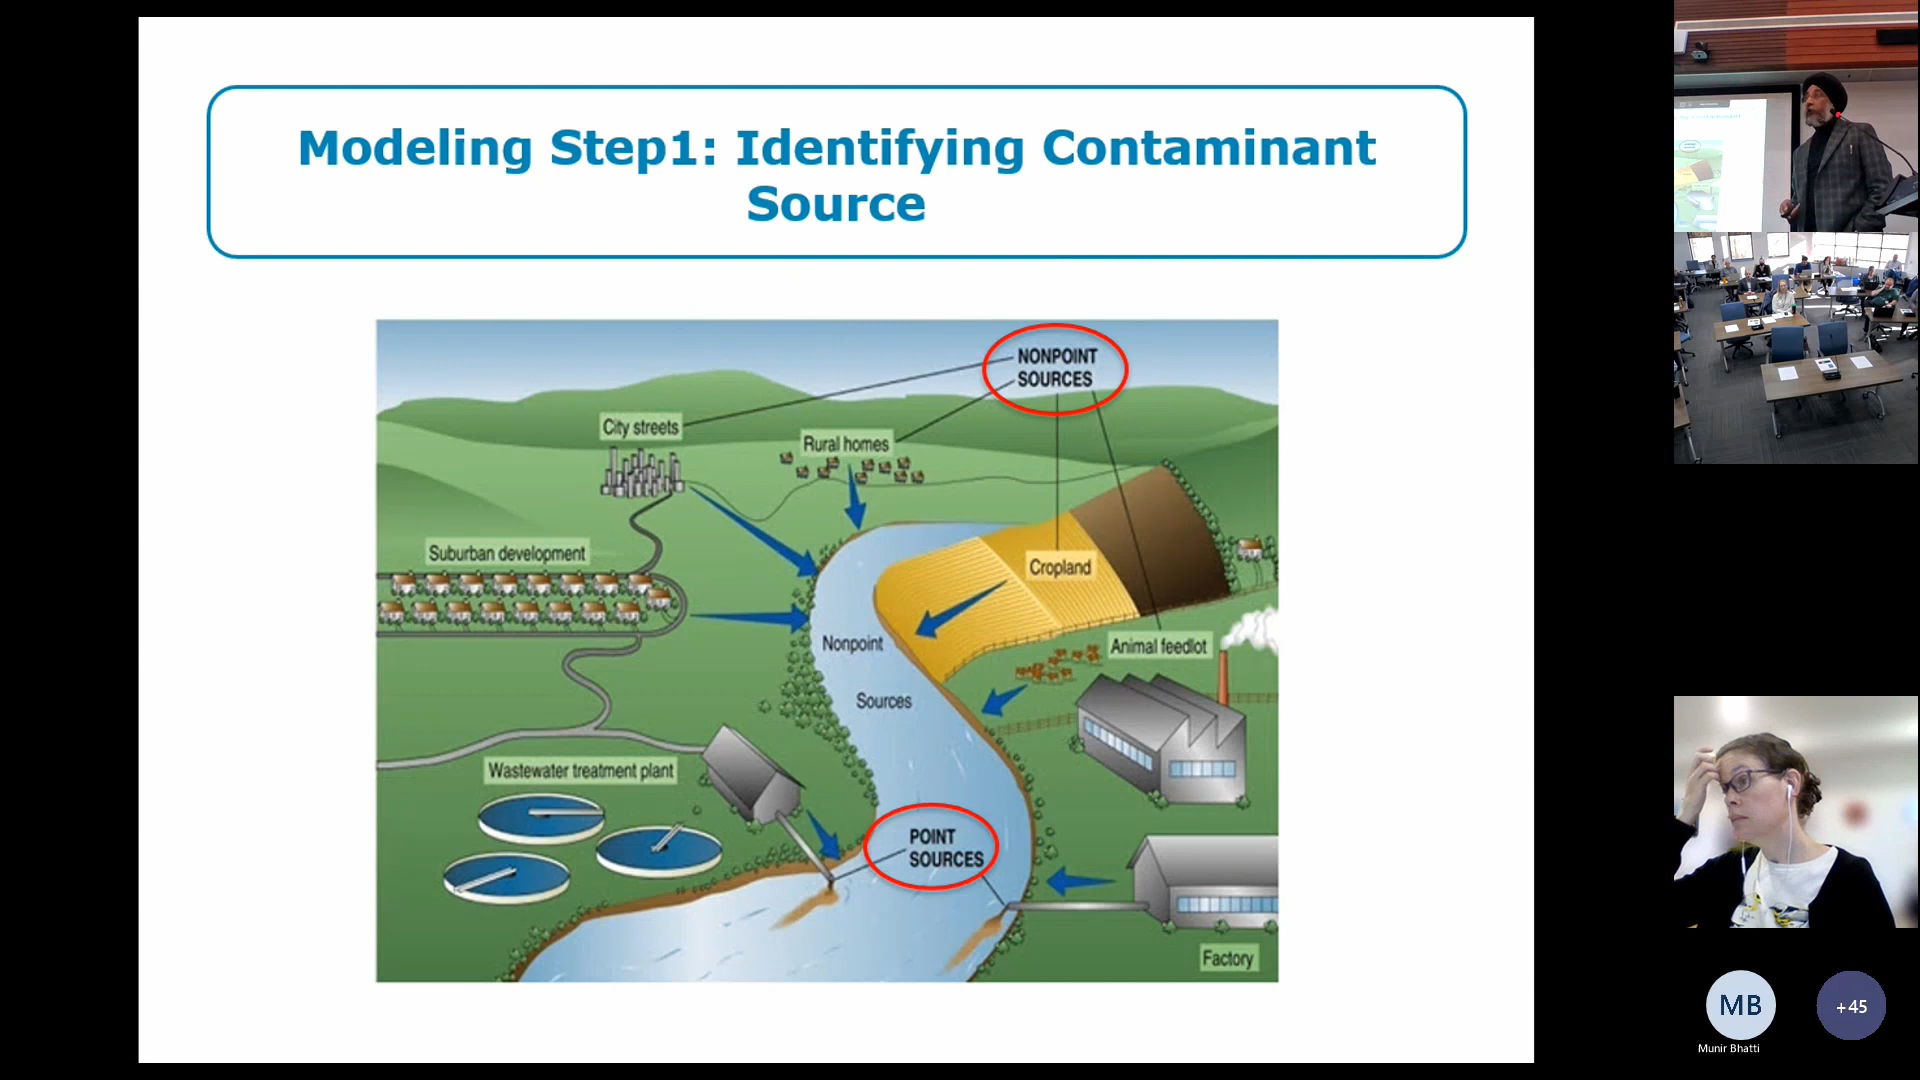 Modeling Step1: Identifying Contaminant
Source
NONPOINT
SOURCES
City streets
Rural homes
Suburban development
Cropland
Nonpoint
Animal feedlot
Sources
Wastewater treatment plant
POINT
SOURCES
Factory
MB
+45
Munir Bhatti